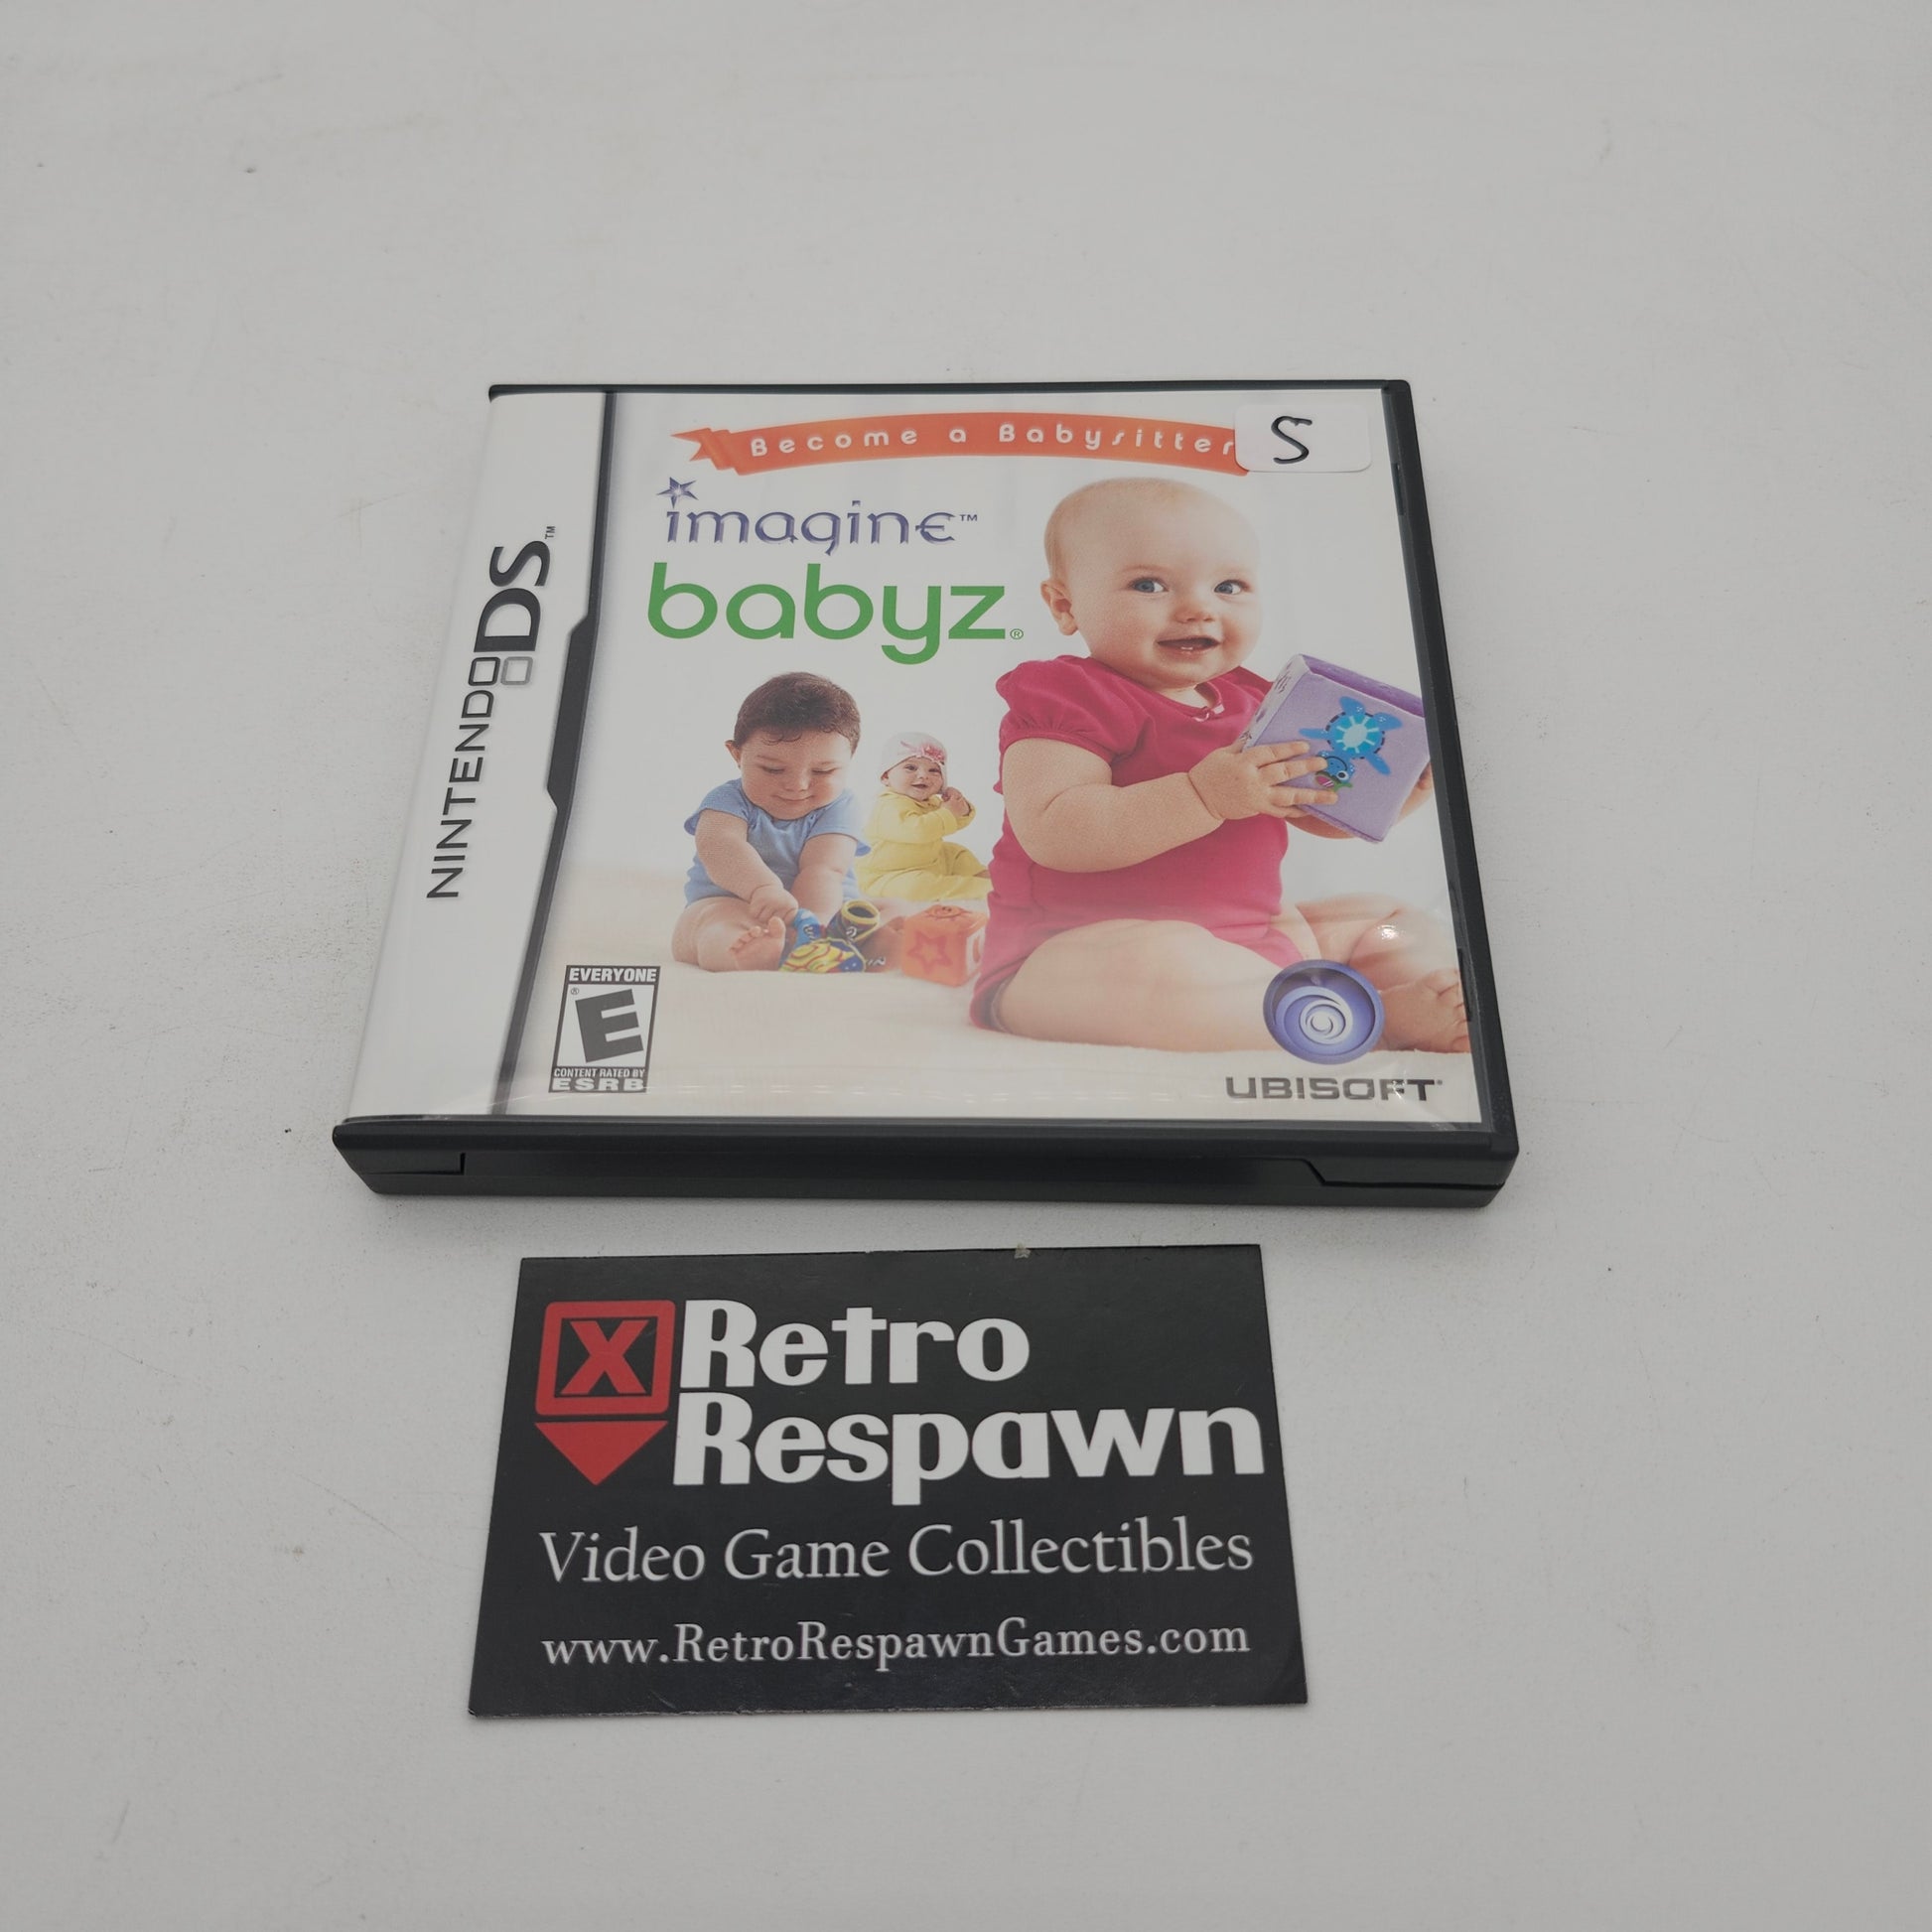 Become a Babysitter
S
imagine™
babyz®
NINTENDO DS™
EVERYONE
E®
CONTENT RATED BY
ESRB
UBISOFT®
X Retro
Respawn
Video Game Collectibles
www.RetroRespawnGames.com